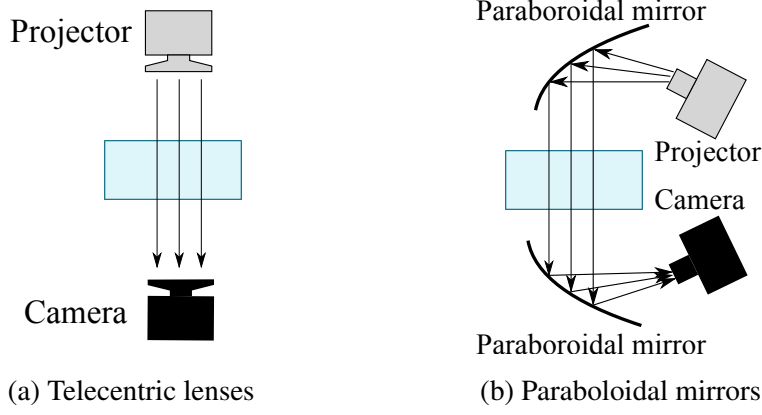 Projector
Camera
(a) Telecentric lenses
Paraboroidal mirror
Projector
Camera
Paraboroidal mirror
(b) Paraboloidal mirrors